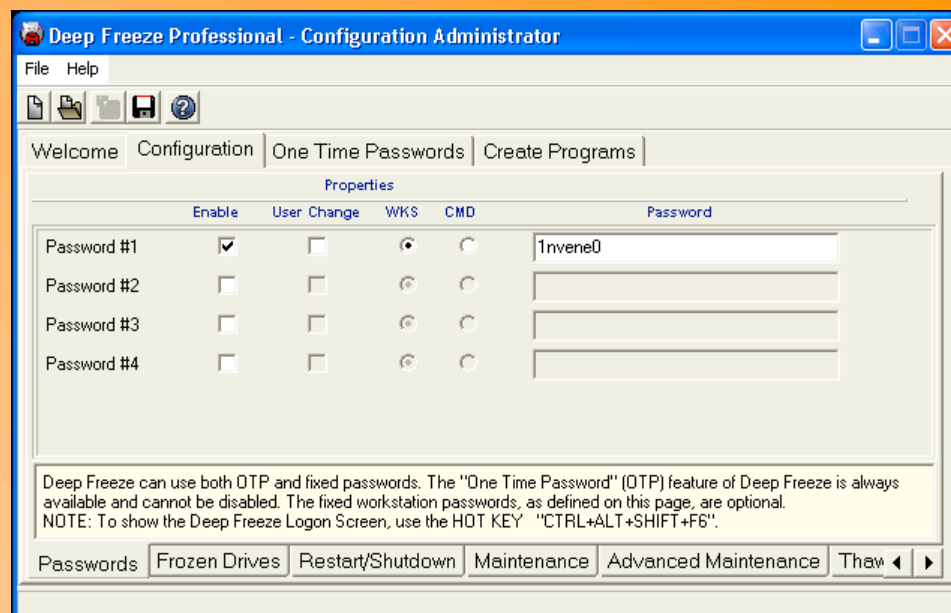 Deep Freeze Professional - Configuration Administrator
File Help
Welcome Configuration One Time Passwords Create Programs
Properties
Enable User Change WKS CMD Password
Password #1 1nvene0
Password #2
Password #3
Password #4
Deep Freeze can use both OTP and fixed passwords. The "One Time Password" (OTP) feature of Deep Freeze is always
available and cannot be disabled. The fixed workstation passwords, as defined on this page, are optional.
NOTE: To show the Deep Freeze Logon Screen, use the HOT KEY "CTRL+ALT+SHIFT+F6".
Passwords Frozen Drives Restart/Shutdown Maintenance Advanced Maintenance Thaw